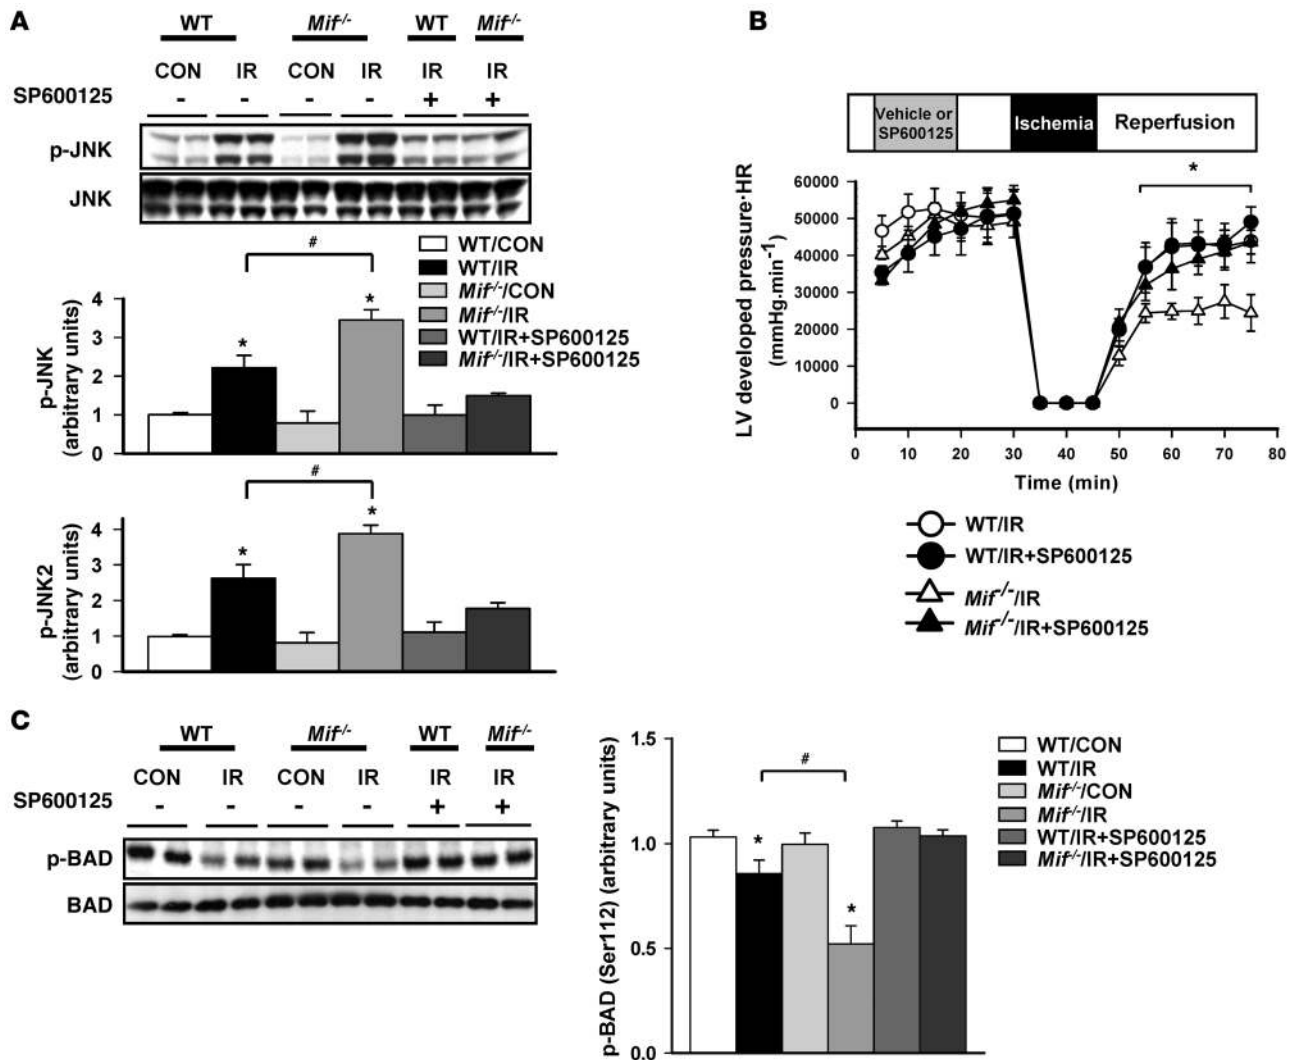 A
WT Mif-/- WT Mif-/-
CON IR CON IR IR IR
SP600125 - - - - + +
p-JNK
JNK
#
WT/CON
WT/IR
Mif-/-/CON
Mif-/-/IR
WT/IR+SP600125
Mif-/-/IR+SP600125
* *
4
3
2
1
0
p-JNK
(arbitrary units)
#
* *
4
3
2
1
0
p-JNK2
(arbitrary units)
B
Vehicle or
SP600125
Ischemia
Reperfusion
*
60000
50000
40000
30000
20000
10000
0
LV developed pressure·HR
(mmHg.min-1)
0 10 20 30 40 50 60 70 80
Time (min)
WT/IR
WT/IR+SP600125
Mif-/-/IR
Mif-/-/IR+SP600125
C
WT Mif-/- WT Mif-/-
CON IR CON IR IR IR
SP600125 - - - - + +
p-BAD
BAD
p-BAD (Ser112) (arbitrary units)
1.5
1.0
0.5
0.0
#
* *
WT/CON
WT/IR
Mif-/-/CON
Mif-/-/IR
WT/IR+SP600125
Mif-/-/IR+SP600125